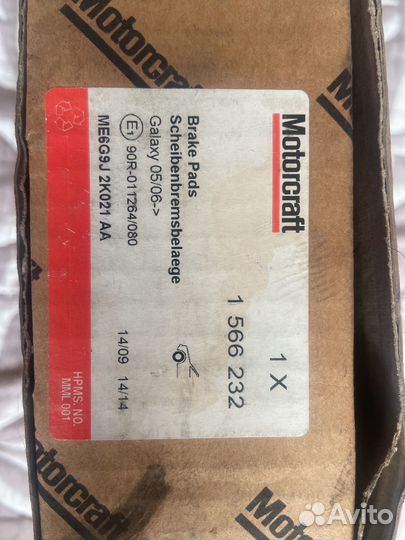 Motorcraft
Motorcraft
1 X
1 566 232
Brake Pads
Scheibenbremsbelaege
Galaxy 05/06->
E1 90R-011264/080
ME6G9J 2K021 AA
14/09 14/14
HPMS. NO.
MML 001
Motorcraft
Motorcraft
Motorcraft
Avito